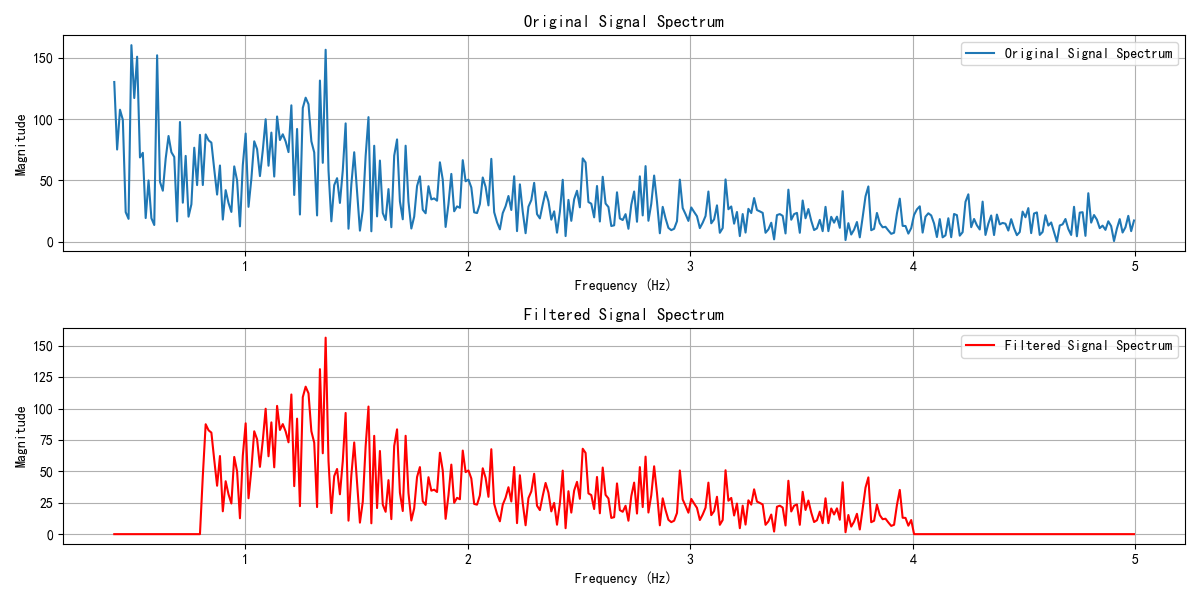 Original Signal Spectrum
Original Signal Spectrum
Magnitude
150
100
50
0
1 2 3 4 5
Frequency (Hz)
Filtered Signal Spectrum
Filtered Signal Spectrum
Magnitude
150
125
100
75
50
25
0
1 2 3 4 5
Frequency (Hz)